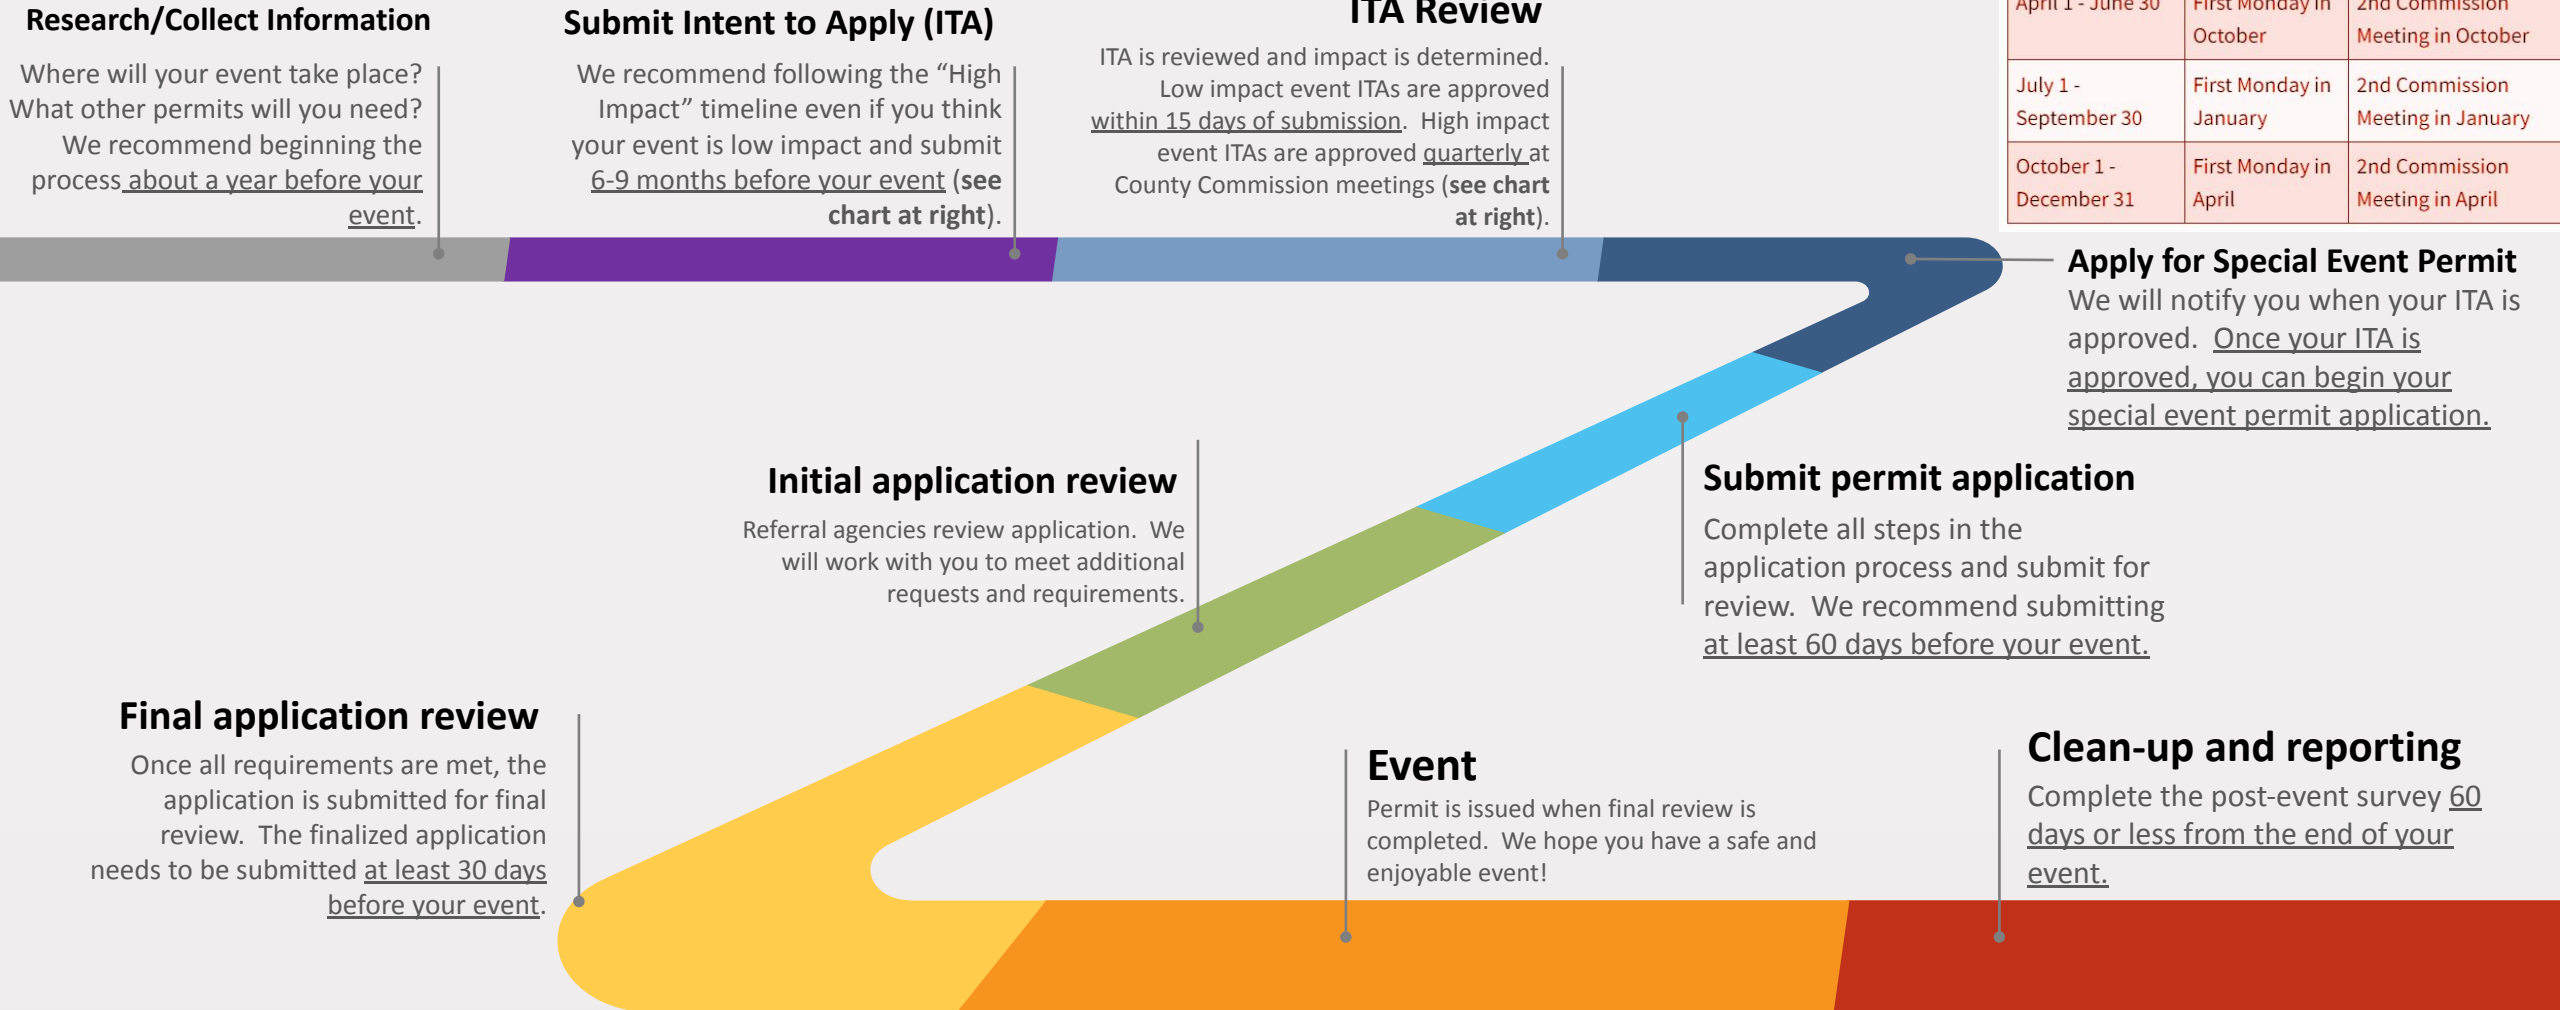 Research/Collect Information
Where will your event take place?
What other permits will you need?
We recommend beginning the
process about a year before your
event.
Submit Intent to Apply (ITA)
We recommend following the “High
Impact” timeline even if you think
your event is low impact and submit
6-9 months before your event (see
chart at right).
ITA Review
ITA is reviewed and impact is determined.
Low impact event ITAs are approved
within 15 days of submission.  High impact
event ITAs are approved quarterly at
County Commission meetings (see chart
at right).
April 1 - June 30 First Monday in 2nd Commission
October Meeting in October
July 1 - First Monday in 2nd Commission
September 30 January Meeting in January
October 1 - First Monday in 2nd Commission
December 31 April Meeting in April
Apply for Special Event Permit
We will notify you when your ITA is
approved.  Once your ITA is
approved, you can begin your
special event permit application.
Submit permit application
Complete all steps in the
application process and submit for
review.  We recommend submitting
at least 60 days before your event.
Initial application review
Referral agencies review application.  We
will work with you to meet additional
requests and requirements.
Final application review
Once all requirements are met, the
application is submitted for final
review.  The finalized application
needs to be submitted at least 30 days
before your event.
Event
Permit is issued when final review is
completed.  We hope you have a safe and
enjoyable event!
Clean-up and reporting
Complete the post-event survey 60
days or less from the end of your
event.